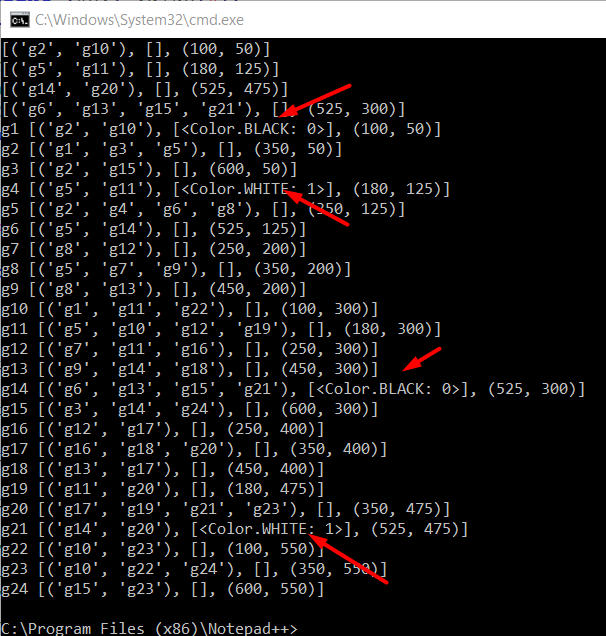 C:\Windows\System32\cmd.exe
[('g2', 'g10'), [], (100, 50)]
[('g5', 'g11'), [], (180, 125)]
[('g14', 'g20'), [], (525, 475)]
[('g6', 'g13', 'g15', 'g21'), [], (525, 300)]
g1 [('g2', 'g10'), [<Color.BLACK: 0>], (100, 50)]
g2 [('g1', 'g3', 'g5'), [], (350, 50)]
g3 [('g2', 'g15'), [], (600, 50)]
g4 [('g5', 'g11'), [<Color.WHITE: 1>], (180, 125)]
g5 [('g2', 'g4', 'g6', 'g8'), [], (350, 125)]
g6 [('g5', 'g14'), [], (525, 125)]
g7 [('g8', 'g12'), [], (250, 200)]
g8 [('g5', 'g7', 'g9'), [], (350, 200)]
g9 [('g8', 'g13'), [], (450, 200)]
g10 [('g1', 'g11', 'g22'), [], (100, 300)]
g11 [('g5', 'g10', 'g12', 'g19'), [], (180, 300)]
g12 [('g7', 'g11', 'g16'), [], (250, 300)]
g13 [('g9', 'g14', 'g18'), [], (450, 300)]
g14 [('g6', 'g13', 'g15', 'g21'), [<Color.BLACK: 0>], (525, 300)]
g15 [('g3', 'g14', 'g24'), [], (600, 300)]
g16 [('g12', 'g17'), [], (250, 400)]
g17 [('g16', 'g18', 'g20'), [], (350, 400)]
g18 [('g13', 'g17'), [], (450, 400)]
g19 [('g11', 'g20'), [], (180, 475)]
g20 [('g17', 'g19', 'g21', 'g23'), [], (350, 475)]
g21 [('g14', 'g20'), [<Color.WHITE: 1>], (525, 475)]
g22 [('g10', 'g23'), [], (100, 550)]
g23 [('g10', 'g22', 'g24'), [], (350, 550)]
g24 [('g15', 'g23'), [], (600, 550)]
C:\Program Files (x86)\Notepad++>